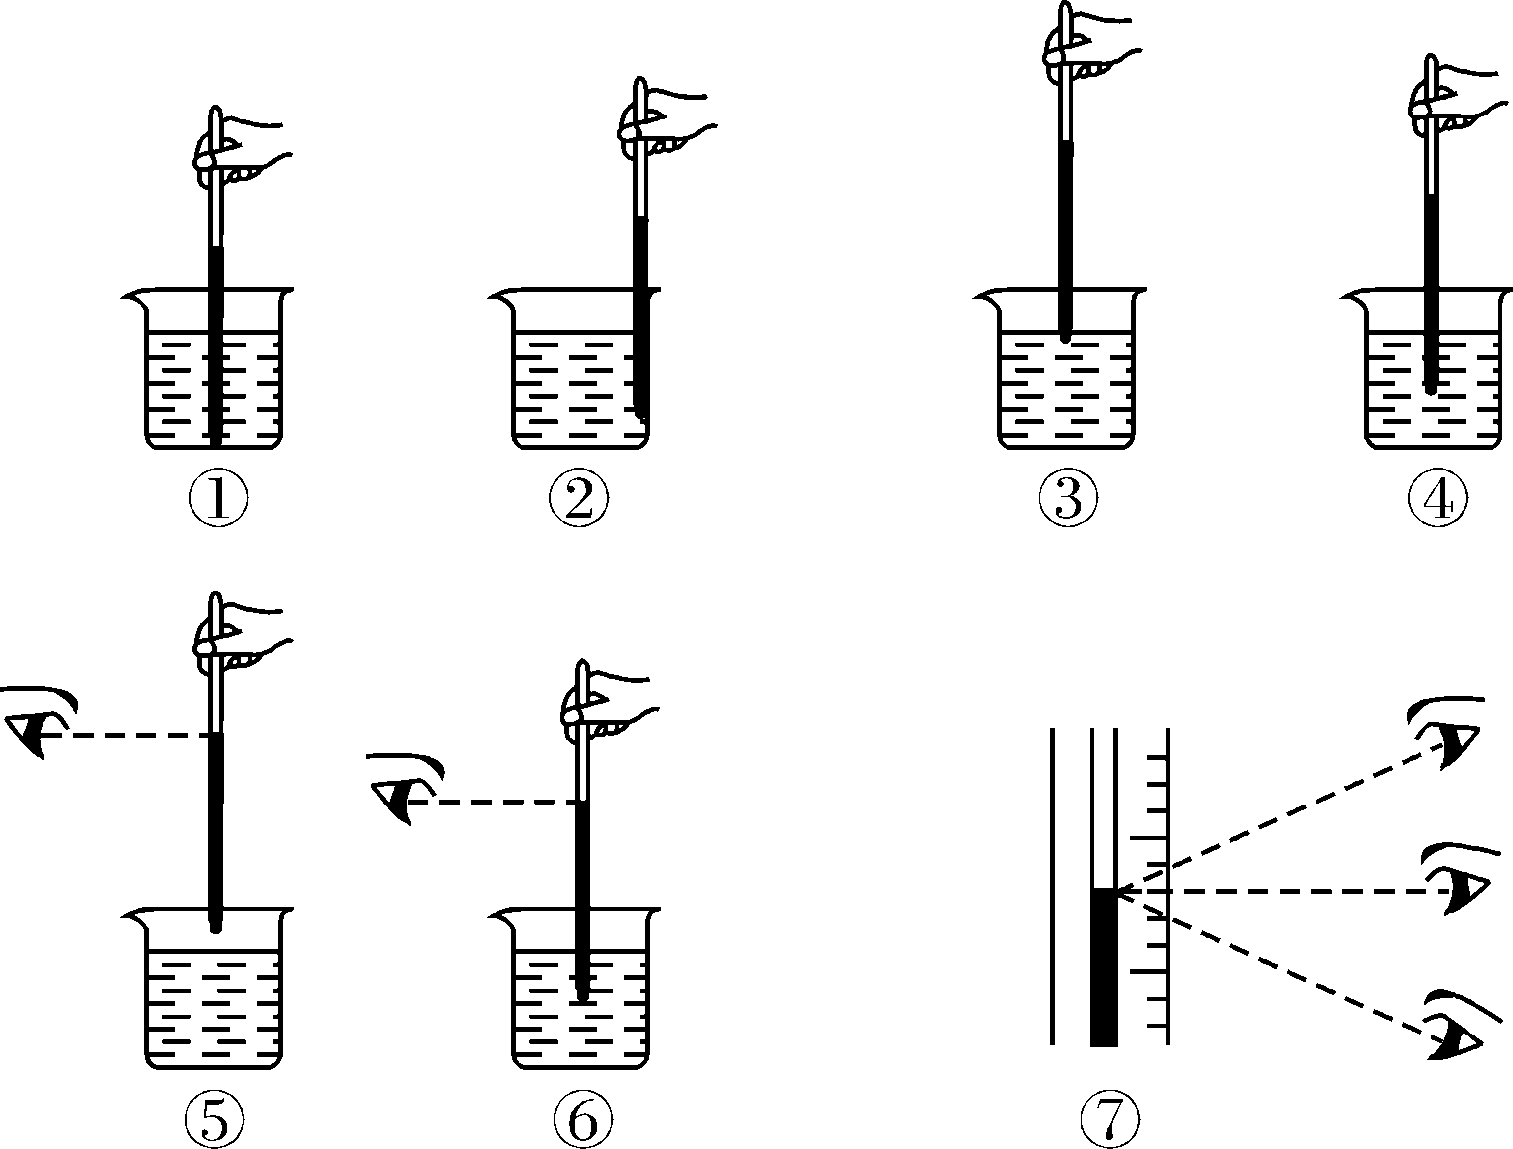 ① ② ③ ④
⑤ ⑥ ⑦